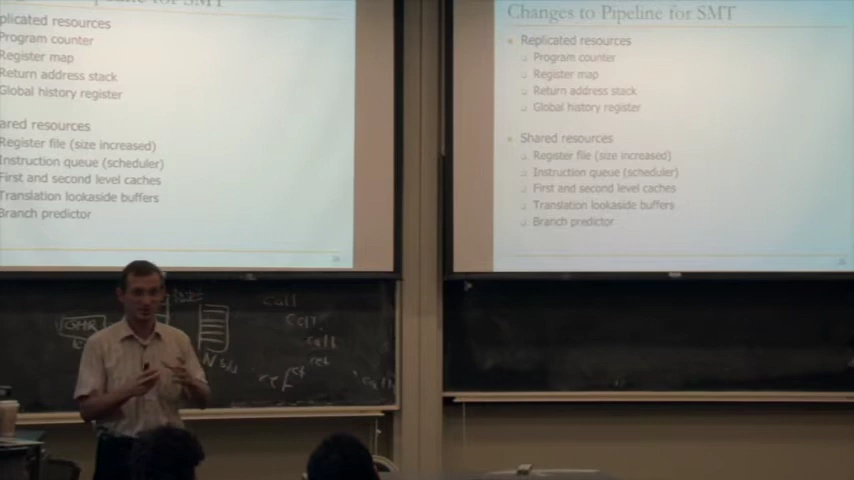 plicated resources
Program counter
Register map
Return address stack
Global history register
ared resources
Register file (size increased)
Instruction queue (scheduler)
First and second level caches
Translation lookaside buffers
Branch predictor
Changes to Pipeline for SMT
Replicated resources
Program counter
Register map
Return address stack
Global history register
Shared resources
Register file (size increased)
Instruction queue (scheduler)
First and second level caches
Translation lookaside buffers
Branch predictor
GHR
call
call
call
ret
call